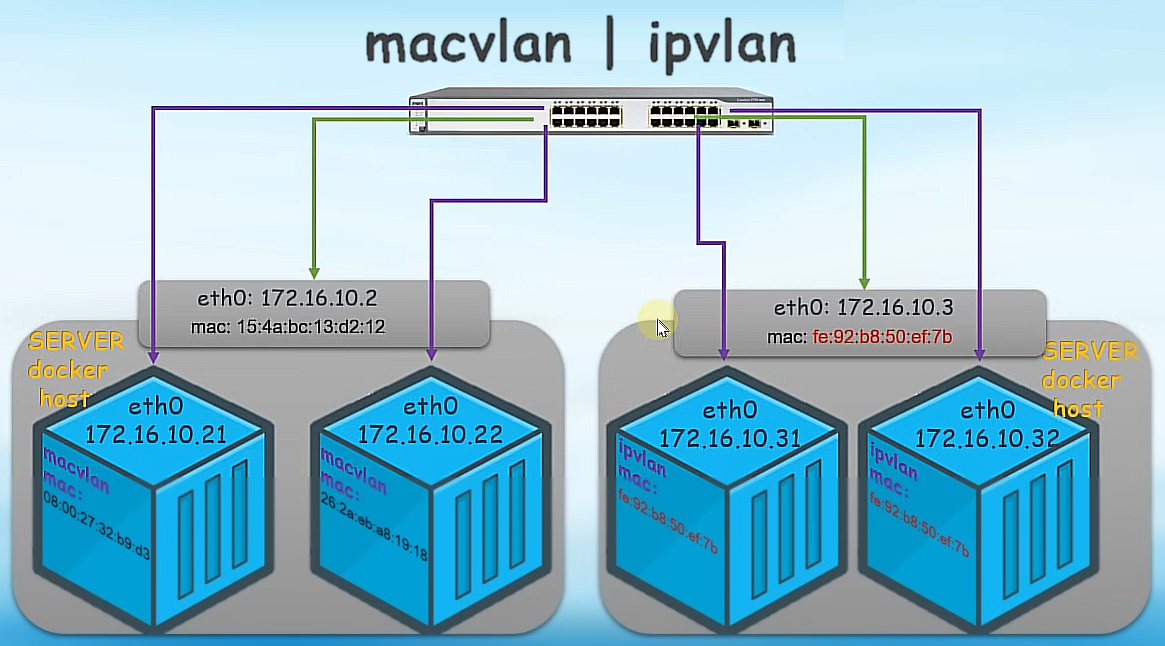 macvlan | ipvlan
eth0: 172.16.10.2
mac: 15:4a:bc:13:d2:12
SERVER
docker
host
eth0
172.16.10.21
macvlan
mac:
08:00:27:32:b9:d3
eth0
172.16.10.22
macvlan
mac:
26:2a:eb:a8:19:18
eth0: 172.16.10.3
mac: fe:92:b8:50:ef:7b
SERVER
docker
host
eth0
172.16.10.31
ipvlan
mac:
fe:92:b8:50:ef:7b
eth0
172.16.10.32
ipvlan
mac:
fe:92:b8:50:ef:7b